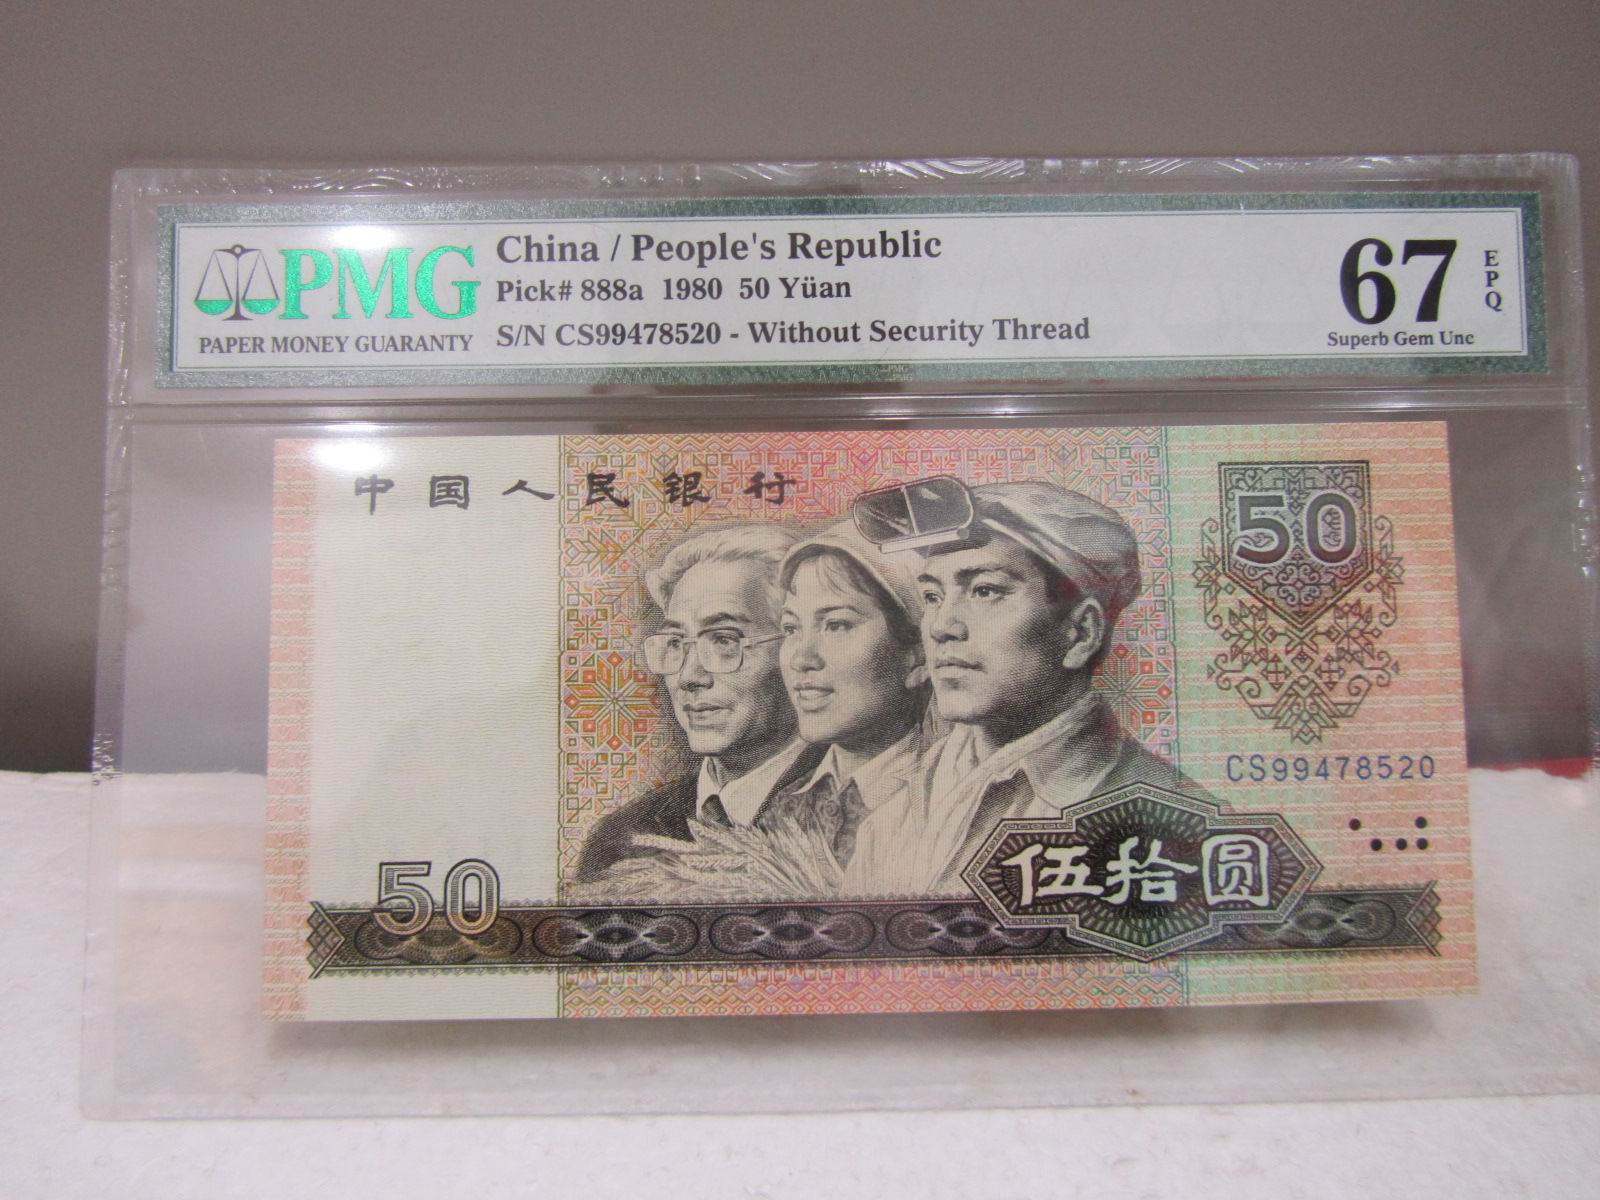 PMG
PAPER MONEY GUARANTY
China / People's Republic
Pick# 888a 1980 50 Yüan
S/N CS99478520 - Without Security Thread
67
EPQ
Superb Gem Unc
中国人民银行
50
CS99478520
50
伍拾圆